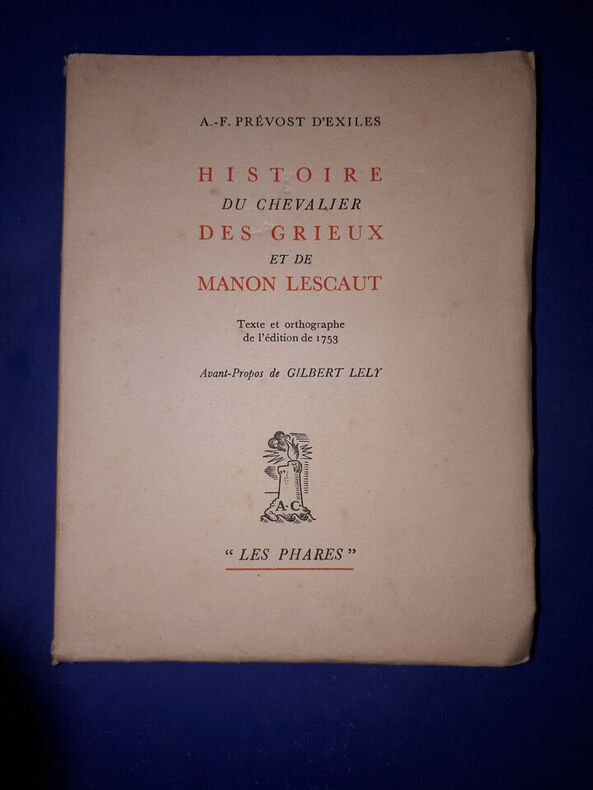 A.-F. PRÉVOST D'EXILES
HISTOIRE
DU CHEVALIER
DES GRIEUX
ET DE
MANON LESCAUT
Texte et orthographe
de l'édition de 1753
Avant-Propos de GILBERT LELY
A.C.
“ LES PHARES ”